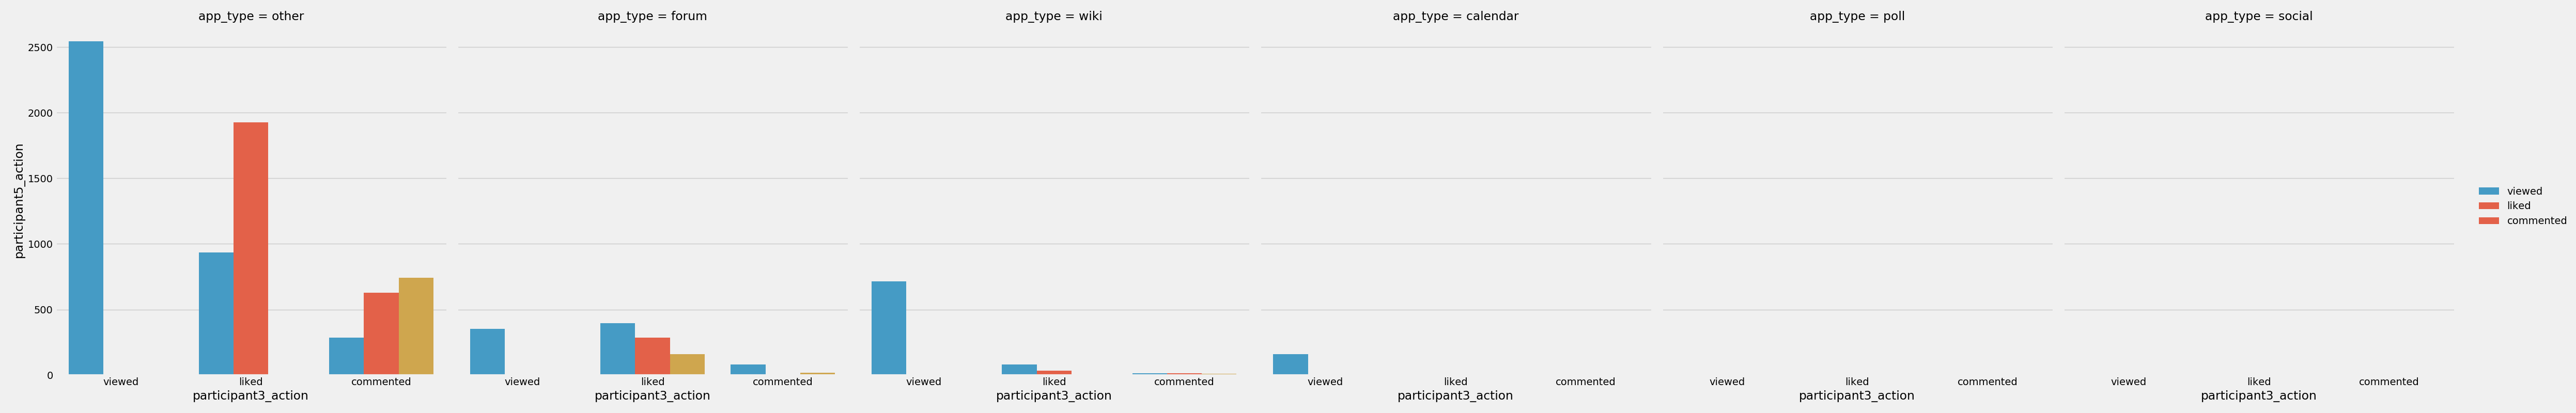 app_type = other
app_type = forum
app_type = wiki
app_type = calendar
app_type = poll
app_type = social
participant5_action
2500
2000
1500
1000
500
0
viewed liked commented
participant3_action
viewed liked commented
participant3_action
viewed liked commented
participant3_action
viewed liked commented
participant3_action
viewed liked commented
participant3_action
viewed liked commented
participant3_action
viewed
liked
commented